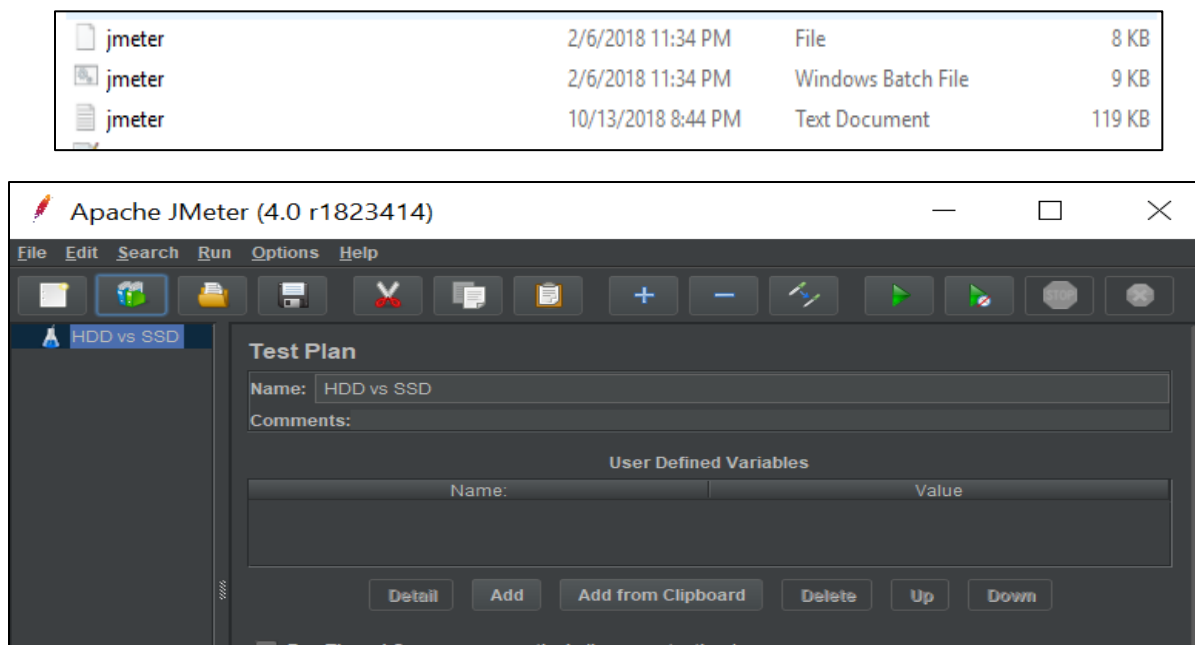 jmeter 2/6/2018 11:34 PM File 8 KB
jmeter 2/6/2018 11:34 PM Windows Batch File 9 KB
jmeter 10/13/2018 8:44 PM Text Document 119 KB
Apache JMeter (4.0 r1823414)
File Edit Search Run Options Help
STOP
HDD vs SSD
Test Plan
Name: HDD vs SSD
Comments:
User Defined Variables
Name: Value
Detail Add Add from Clipboard Delete Up Down